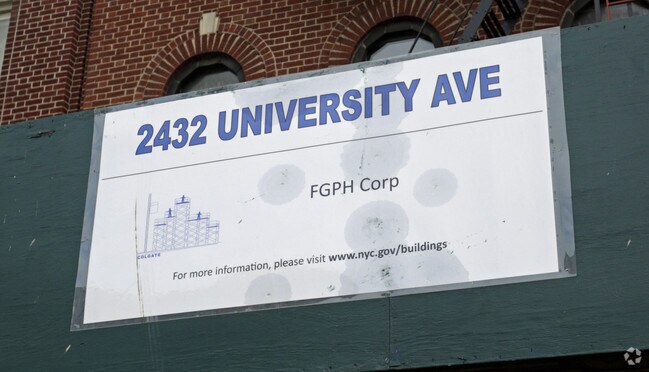 2432 UNIVERSITY AVE
FGPH Corp
COLGATE
For more information, please visit www.nyc.gov/buildings